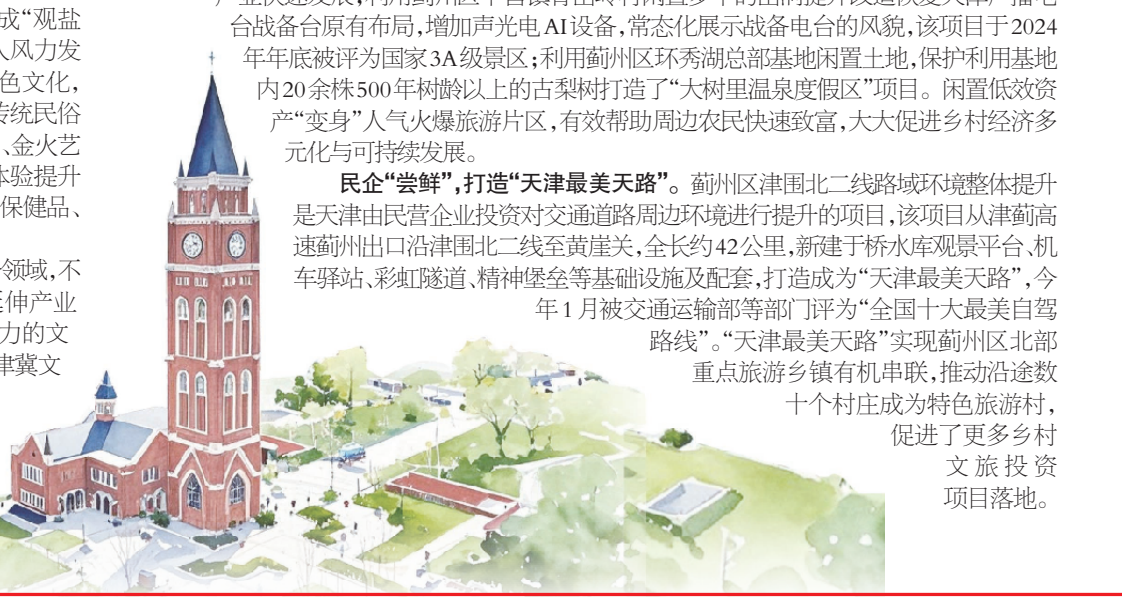 成“观盐
人风力发
色文化,
传统民俗
、金火艺
体验提升
保健品、
领域,不
延伸产业
力的文
津冀文
台战备台原有布局,增加声光电AI设备,常态化展示战备电台的风貌,该项目于2024
年年底被评为国家3A级景区;利用蓟州区环秀湖总部基地闲置土地,保护利用基地
内20余株500年树龄以上的古梨树打造了“大树里温泉度假区”项目。闲置低效资
产“变身”人气火爆旅游片区,有效帮助周边农民快速致富,大大促进乡村经济多
元化与可持续发展。
民企“尝鲜”,打造“天津最美天路”。蓟州区津围北二线路域环境整体提升
是天津由民营企业投资对交通道路周边环境进行提升的项目,该项目从津蓟高
速蓟州出口沿津围北二线至黄崖关,全长约42公里,新建于桥水库观景平台、机
车驿站、彩虹隧道、精神堡垒等基础设施及配套,打造成为“天津最美天路”,今
年1月被交通运输部等部门评为“全国十大最美自驾
路线”。“天津最美天路”实现蓟州区北部
重点旅游乡镇有机串联,推动沿途数
十个村庄成为特色旅游村,
促进了更多乡村
文旅投资
项目落地。